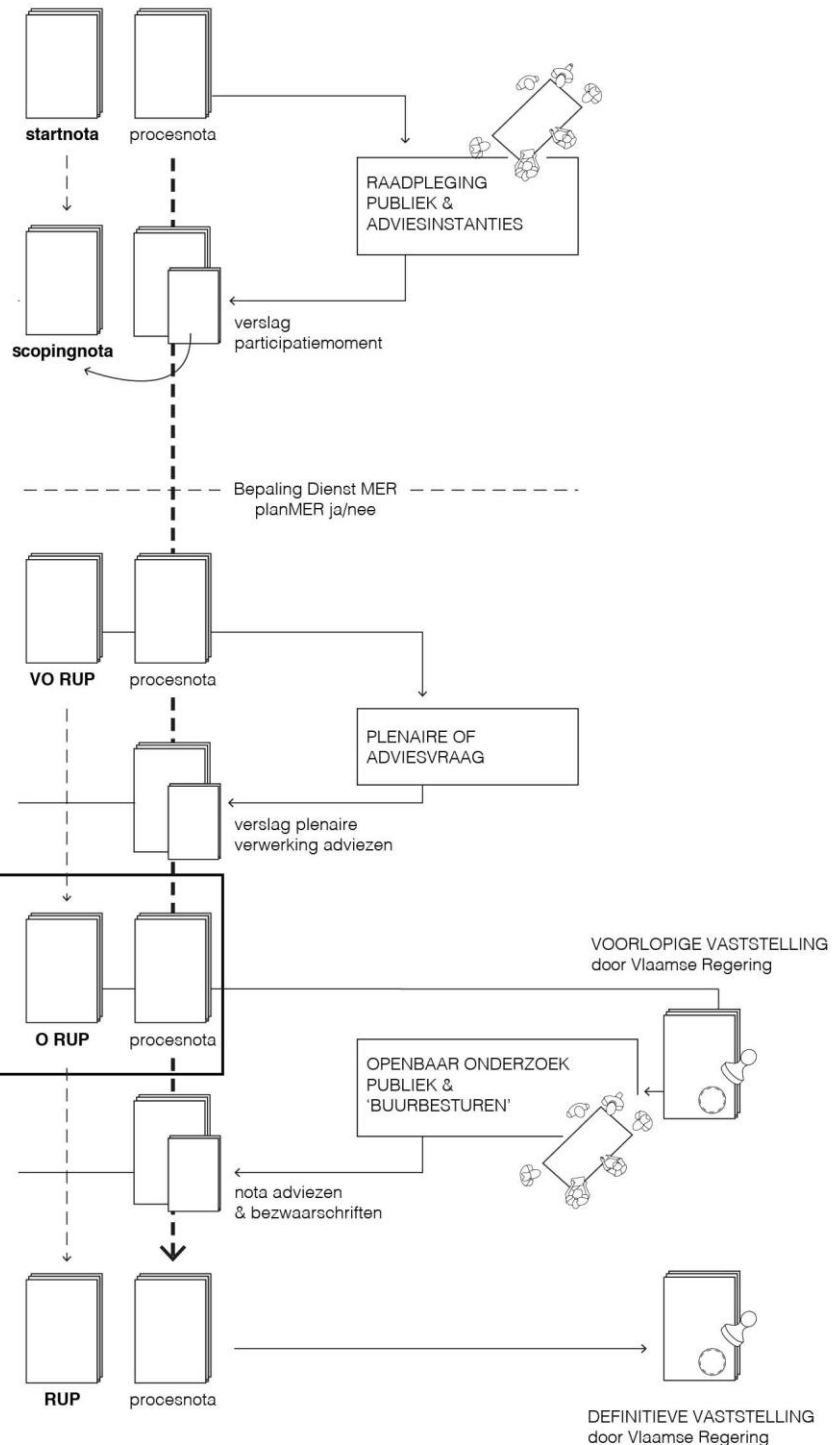 startnota
procesnota
RAADPLEGING
PUBLIEK &
ADVIESINSTANTIES
scopingnota
verslag
participatiemoment
Bepaling Dienst MER
planMER ja/nee
VO RUP
procesnota
PLENAIRE OF
ADVIESVRAAG
verslag plenaire
verwerking adviezen
VOORLOPIGE VASTSTELLING
door Vlaamse Regering
O RUP
procesnota
OPENBAAR ONDERZOEK
PUBLIEK &
‘BUURBESTUREN’
nota adviezen
& bezwaarschriften
RUP
procesnota
DEFINITIEVE VASTSTELLING
door Vlaamse Regering